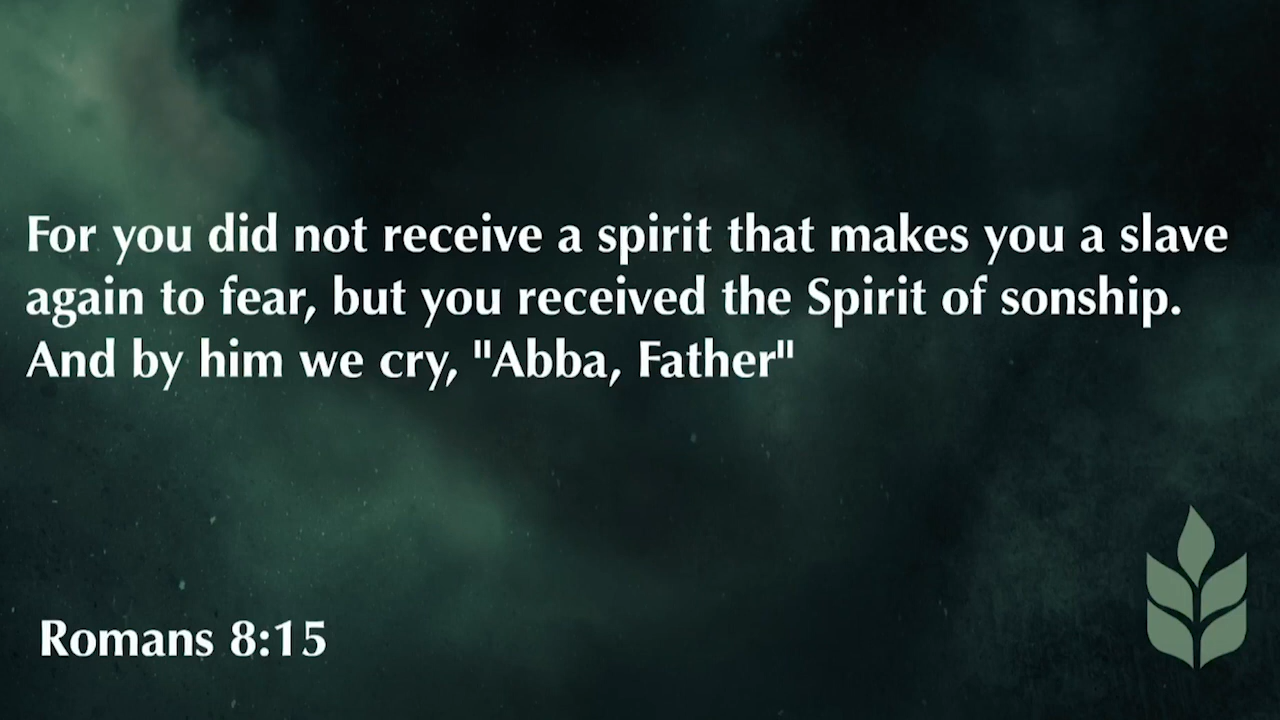 For you did not receive a spirit that makes you a slave
again to fear, but you received the Spirit of sonship.
And by him we cry, "Abba, Father"
Romans 8:15